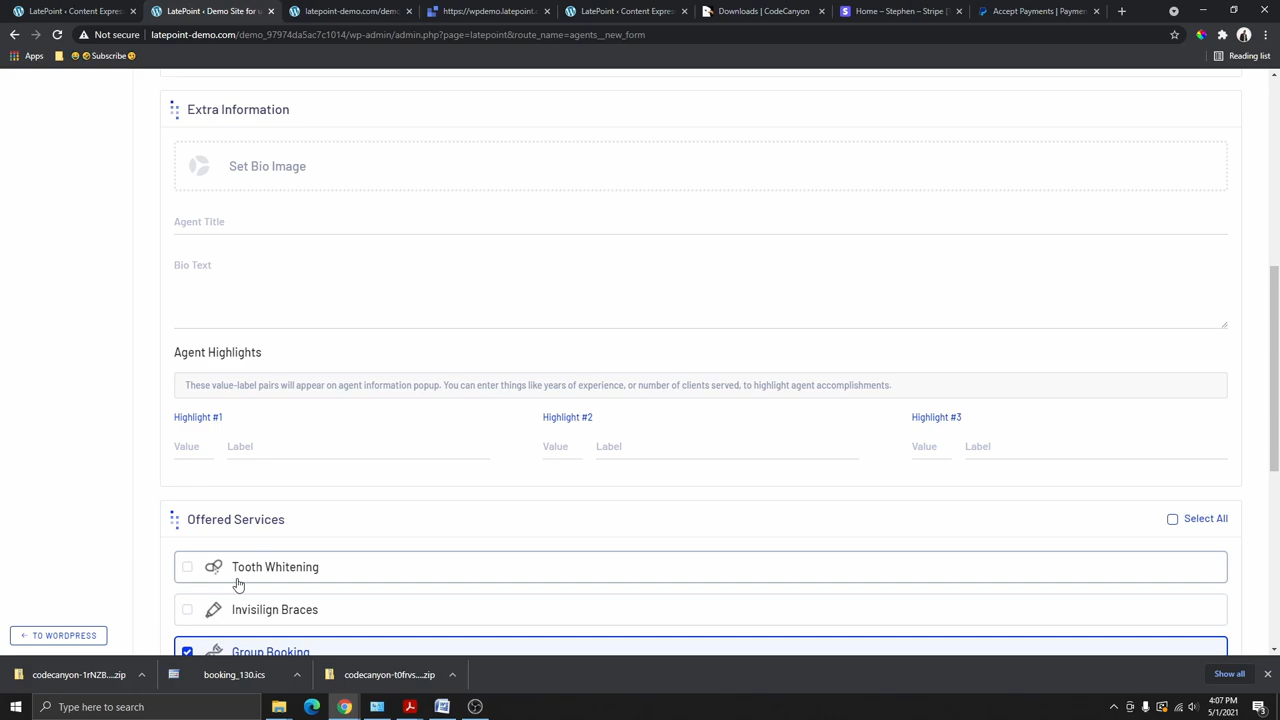 LatePoint ‹ Content Expres
LatePoint ‹ Demo Site for u
latepoint-demo.com/demo
https://wpdemo.latepoint.c
LatePoint ‹ Content Expres
Downloads | CodeCanyon
Home – Stephen – Stripe [
Accept Payments | Payme
Not secure
latepoint-demo.com/demo_97974da5ac7c1014/wp-admin/admin.php?page=latepoint&route_name=agents__new_form
Apps
Subscribe
Reading list
Extra Information
Set Bio Image
Agent Title
Bio Text
Agent Highlights
These value-label pairs will appear on agent information popup. You can enter things like years of experience, or number of clients served, to highlight agent accomplishments.
Highlight #1 Highlight #2 Highlight #3
Value Label Value Label Value Label
Offered Services
Select All
Tooth Whitening
Invisilign Braces
← TO WORDPRESS
Group Booking
codecanyon-1rNZB....zip
booking_130.ics
codecanyon-t0frvs....zip
Show all
Type here to search
4:07 PM
5/1/2021
3